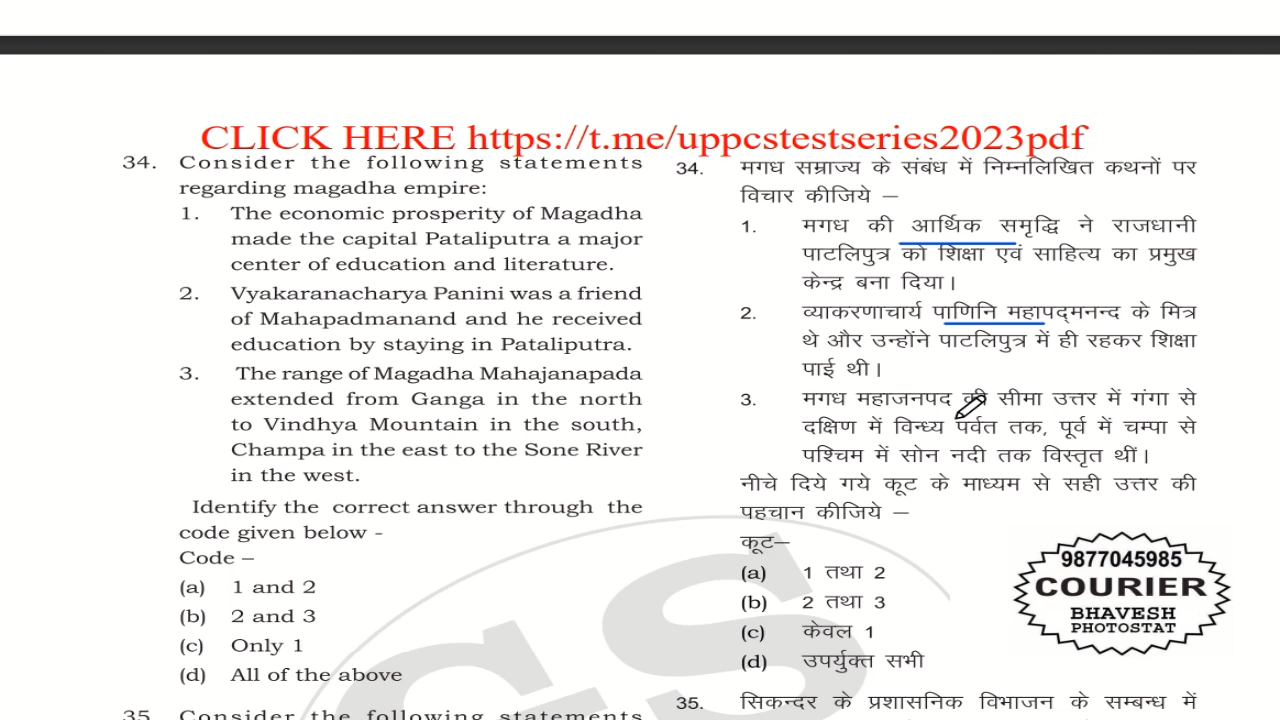 CLICK HERE https://t.me/uppcstestseries2023pdf
34. Consider the following statements
regarding magadha empire:
1. The economic prosperity of Magadha
made the capital Pataliputra a major
center of education and literature.
2. Vyakaranacharya Panini was a friend
of Mahapadmanand and he received
education by staying in Pataliputra.
3. The range of Magadha Mahajanapada
extended from Ganga in the north
to Vindhya Mountain in the south,
Champa in the east to the Sone River
in the west.
Identify the correct answer through the
code given below -
Code –
(a) 1 and 2
(b) 2 and 3
(c) Only 1
(d) All of the above
35. Consider the following statements
34. मगध सम्राज्य के संबंध में निम्नलिखित कथनों पर
विचार कीजिये –
1. मगध की आर्थिक समृद्धि ने राजधानी
पाटलिपुत्र को शिक्षा एवं साहित्य का प्रमुख
केन्द्र बना दिया।
2. व्याकरणाचार्य पाणिनि महापद्मनन्द के मित्र
थे और उन्होंने पाटलिपुत्र में ही रहकर शिक्षा
पाई थी।
3. मगध महाजनपद की सीमा उत्तर में गंगा से
दक्षिण में विन्ध्य पर्वत तक, पूर्व में चम्पा से
पश्चिम में सोन नदी तक विस्तृत थीं।
नीचे दिये गये कूट के माध्यम से सही उत्तर की
पहचान कीजिये –
कूट–
(a) 1 तथा 2
(b) 2 तथा 3
(c) केवल 1
(d) उपर्युक्त सभी
35. सिकन्दर के प्रशासनिक विभाजन के सम्बन्ध में
9877045985
COURIER
BHAVESH
PHOTOSTAT
GS